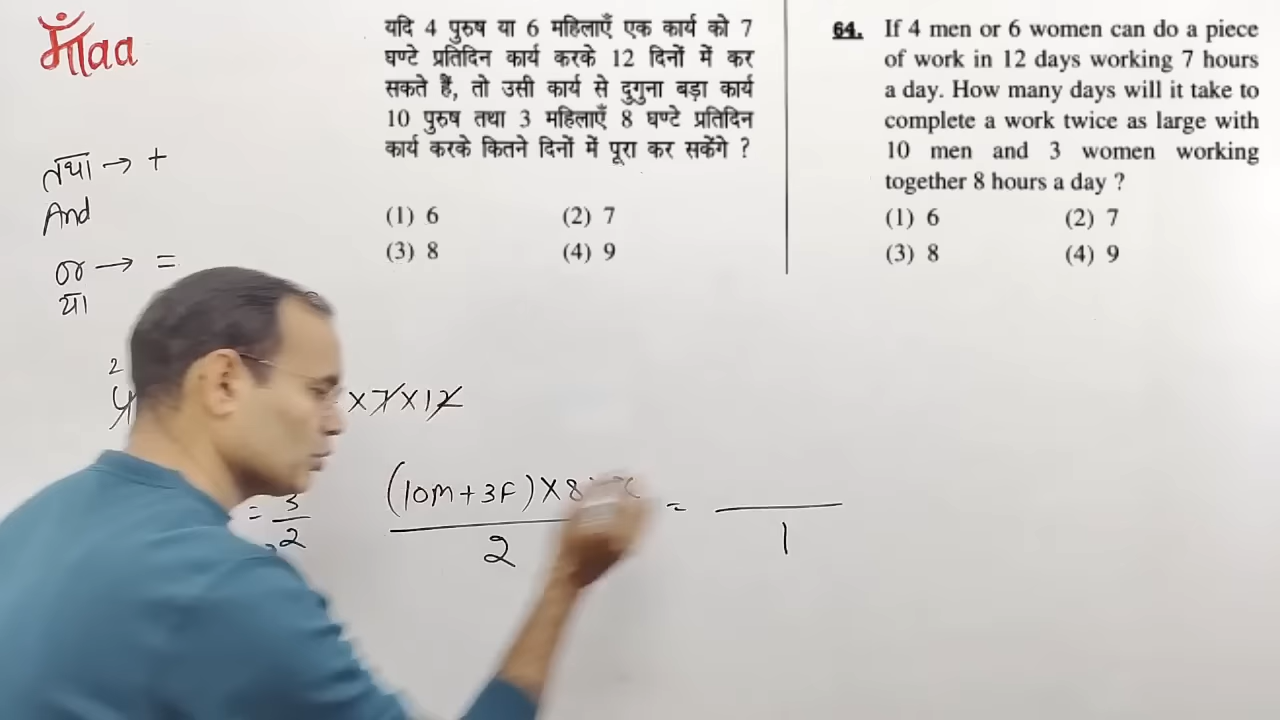 माँaa
यदि 4 पुरुष या 6 महिलाएँ एक कार्य को 7
घण्टे प्रतिदिन कार्य करके 12 दिनों में कर
सकते हैं, तो उसी कार्य से दुगुना बड़ा कार्य
10 पुरुष तथा 3 महिलाएँ 8 घण्टे प्रतिदिन
कार्य करके कितने दिनों में पूरा कर सकेंगे ?
(1) 6 (2) 7
(3) 8 (4) 9
64. If 4 men or 6 women can do a piece
of work in 12 days working 7 hours
a day. How many days will it take to
complete a work twice as large with
10 men and 3 women working
together 8 hours a day ?
(1) 6 (2) 7
(3) 8 (4) 9
तथा → +
And
or → =
या
2
×7×12
= 3/2
(10M+3F)×8
2
=
1